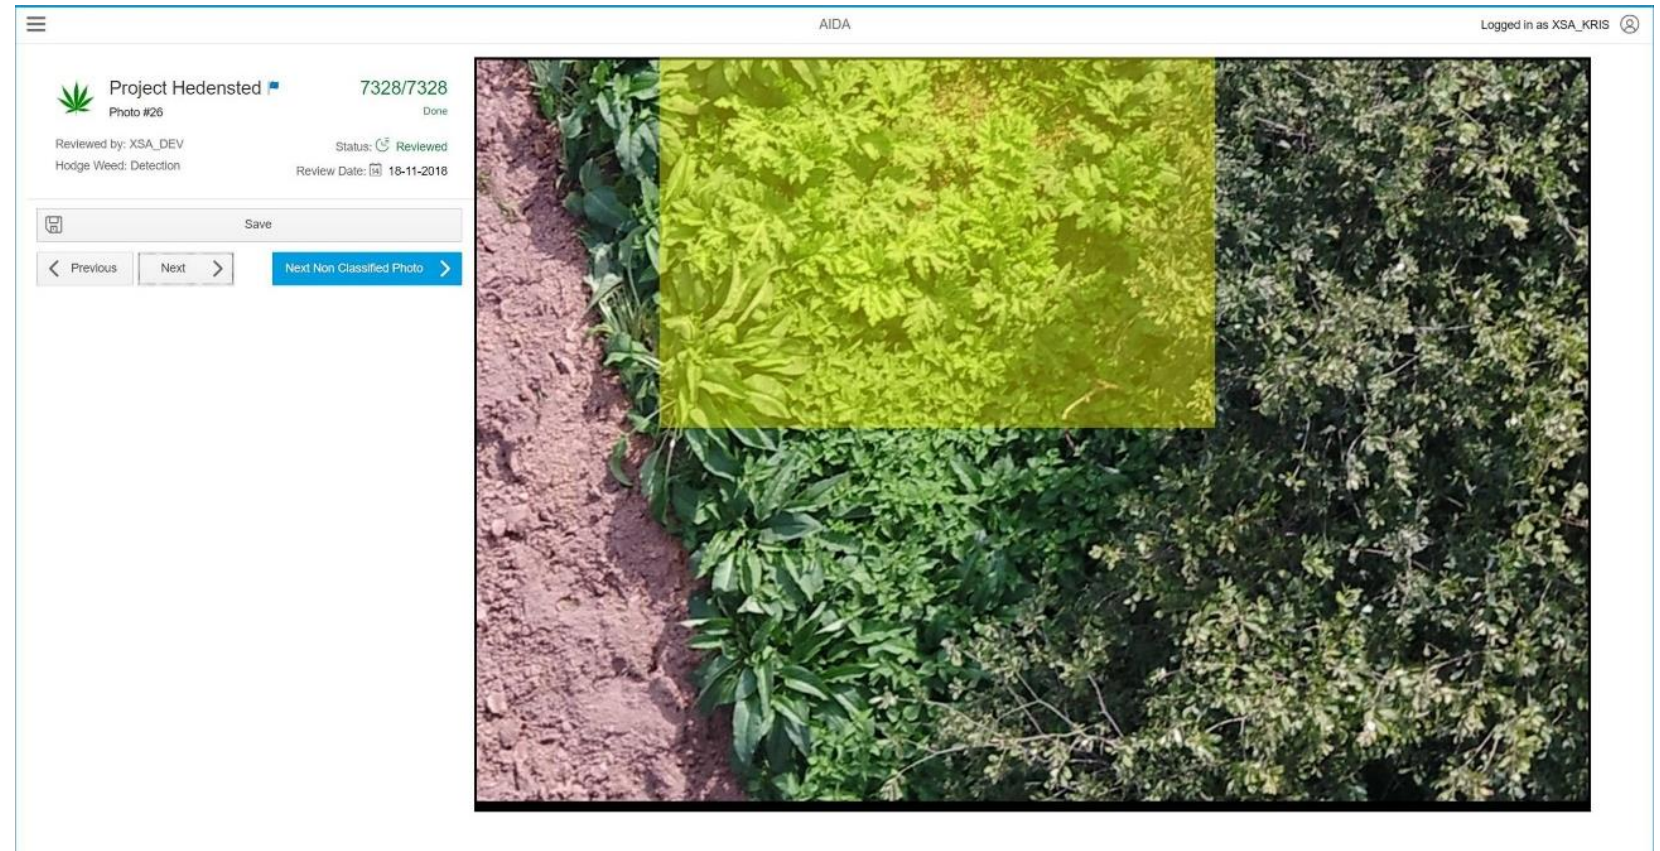 AIDA
Logged in as XSA_KRIS
Project Hedensted
7328/7328
Photo #26
Done
Reviewed by: XSA_DEV
Status: Reviewed
Hodge Weed: Detection
Review Date: 14 18-11-2018
Save
Previous
Next
Next Non Classified Photo